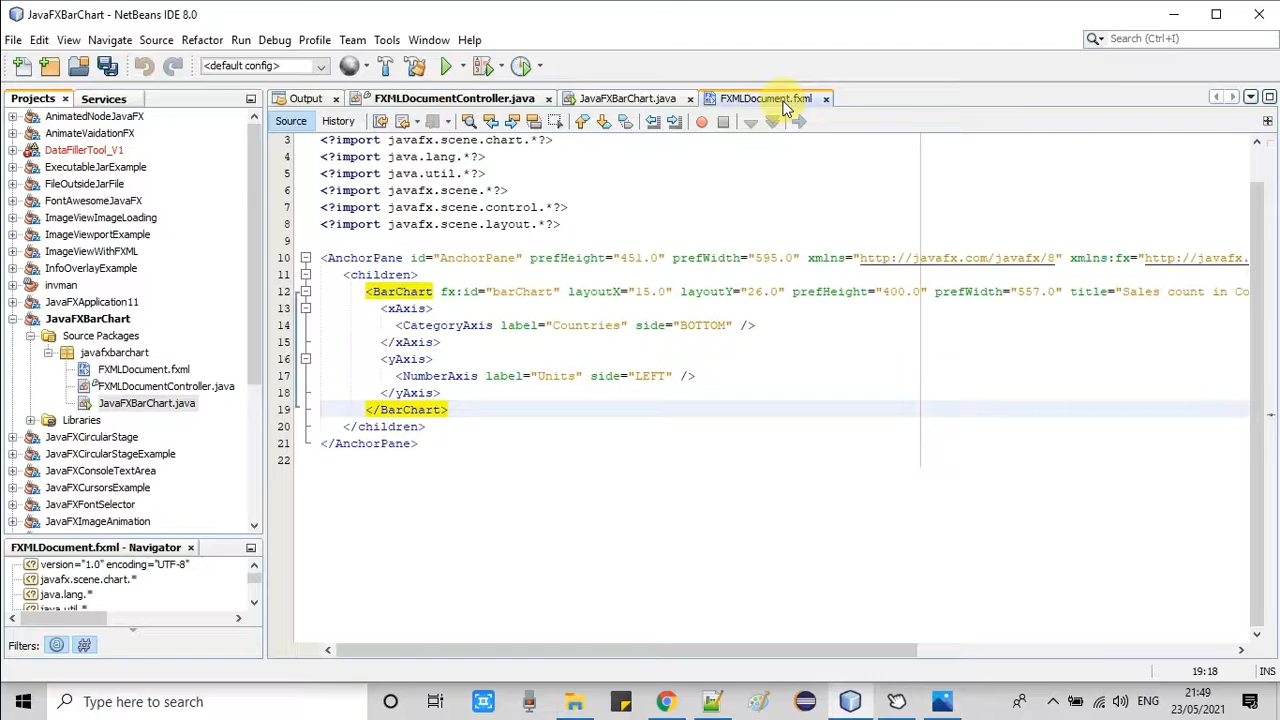 JavaFXBarChart - NetBeans IDE 8.0
File Edit View Navigate Source Refactor Run Debug Profile Team Tools Window Help
Search (Ctrl+I)
<default config>
Projects Services
Output FXMLDocumentController.java JavaFXBarChart.java FXMLDocument.fxml
Source History
AnimatedNodeJavaFX
AnimateVaidationFX
DataFillerTool_V1
ExecutableJarExample
FileOutsideJarFile
FontAwesomeJavaFX
ImageViewImageLoading
ImageViewportExample
ImageViewWithFXML
InfoOverlayExample
invman
JavaFXApplication11
JavaFXBarChart
Source Packages
javafxbarchart
FXMLDocument.fxml
FXMLDocumentController.java
JavaFXBarChart.java
Libraries
JavaFXCircularStage
JavaFXCircularStageExample
JavaFXConsoleTextArea
JavaFXCursorsExample
JavaFXFontSelector
JavaFXImageAnimation
3 <?import javafx.scene.chart.*?>
4 <?import java.lang.*?>
5 <?import java.util.*?>
6 <?import javafx.scene.*?>
7 <?import javafx.scene.control.*?>
8 <?import javafx.scene.layout.*?>
9
10 <AnchorPane id="AnchorPane" prefHeight="451.0" prefWidth="595.0" xmlns="http://javafx.com/javafx/8" xmlns:fx="http://javafx.
11 <children>
12 <BarChart fx:id="barChart" layoutX="15.0" layoutY="26.0" prefHeight="400.0" prefWidth="557.0" title="Sales count in Co
13 <xAxis>
14 <CategoryAxis label="Countries" side="BOTTOM" />
15 </xAxis>
16 <yAxis>
17 <NumberAxis label="Units" side="LEFT" />
18 </yAxis>
19 </BarChart>
20 </children>
21 </AnchorPane>
22
FXMLDocument.fxml - Navigator
version="1.0" encoding="UTF-8"
javafx.scene.chart.*
java.lang.*
java.util.*
Filters:
19:18 INS
Type here to search
ENG
21:49
23/05/2021